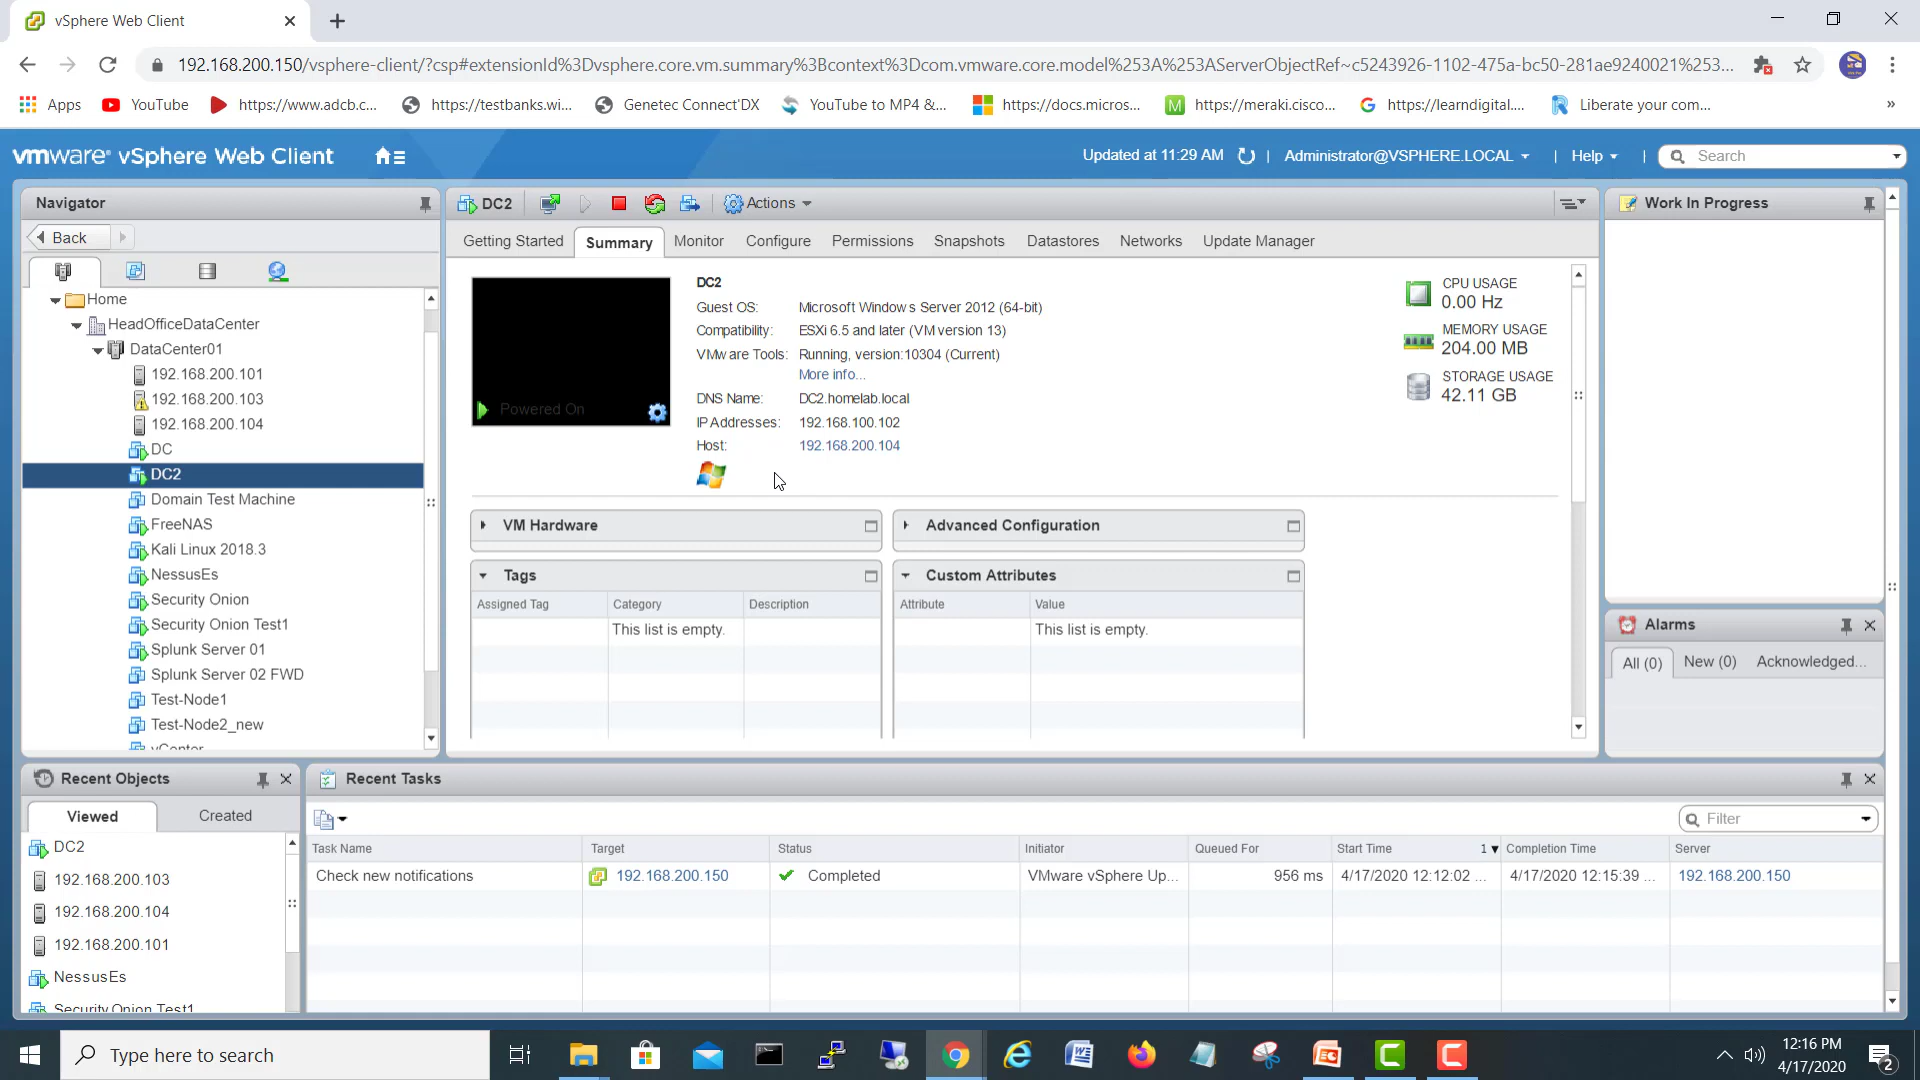 vSphere Web Client
192.168.200.150/vsphere-client/?csp#extensionId%3Dvsphere.core.vm.summary%3Bcontext%3Dcom.vmware.core.model%253A%253AServerObjectRef~c5243926-1102-475a-bc50-281ae9240021%253...
Apps
YouTube
https://www.adcb.c...
https://testbanks.wi...
Genetec Connect'DX
YouTube to MP4 &...
https://docs.micros...
https://meraki.cisco...
https://learndigital....
Liberate your com...
»
vmware® vSphere Web Client
Updated at 11:29 AM
Administrator@VSPHERE.LOCAL
Help
Search
Navigator
Back
Home
HeadOfficeDataCenter
DataCenter01
192.168.200.101
192.168.200.103
192.168.200.104
DC
DC2
Domain Test Machine
FreeNAS
Kali Linux 2018.3
NessusEs
Security Onion
Security Onion Test1
Splunk Server 01
Splunk Server 02 FWD
Test-Node1
Test-Node2_new
vCenter
DC2
Actions
Getting Started
Summary
Monitor
Configure
Permissions
Snapshots
Datastores
Networks
Update Manager
Powered On
DC2
Guest OS: Microsoft Windows Server 2012 (64-bit)
Compatibility: ESXi 6.5 and later (VM version 13)
VMware Tools: Running, version:10304 (Current)
More info...
DNS Name: DC2.homelab.local
IP Addresses: 192.168.100.102
Host: 192.168.200.104
CPU USAGE
0.00 Hz
MEMORY USAGE
204.00 MB
STORAGE USAGE
42.11 GB
VM Hardware
Advanced Configuration
Tags
Assigned Tag Category Description
This list is empty.
Custom Attributes
Attribute Value
This list is empty.
Work In Progress
Alarms
All (0) New (0) Acknowledged...
Recent Objects
Viewed Created
DC2
192.168.200.103
192.168.200.104
192.168.200.101
NessusEs
Security Onion Test1
Recent Tasks
Filter
Task Name Target Status Initiator Queued For Start Time 1 Completion Time Server
Check new notifications 192.168.200.150 Completed VMware vSphere Up... 956 ms 4/17/2020 12:12:02 ... 4/17/2020 12:15:39 ... 192.168.200.150
Type here to search
12:16 PM
4/17/2020
2